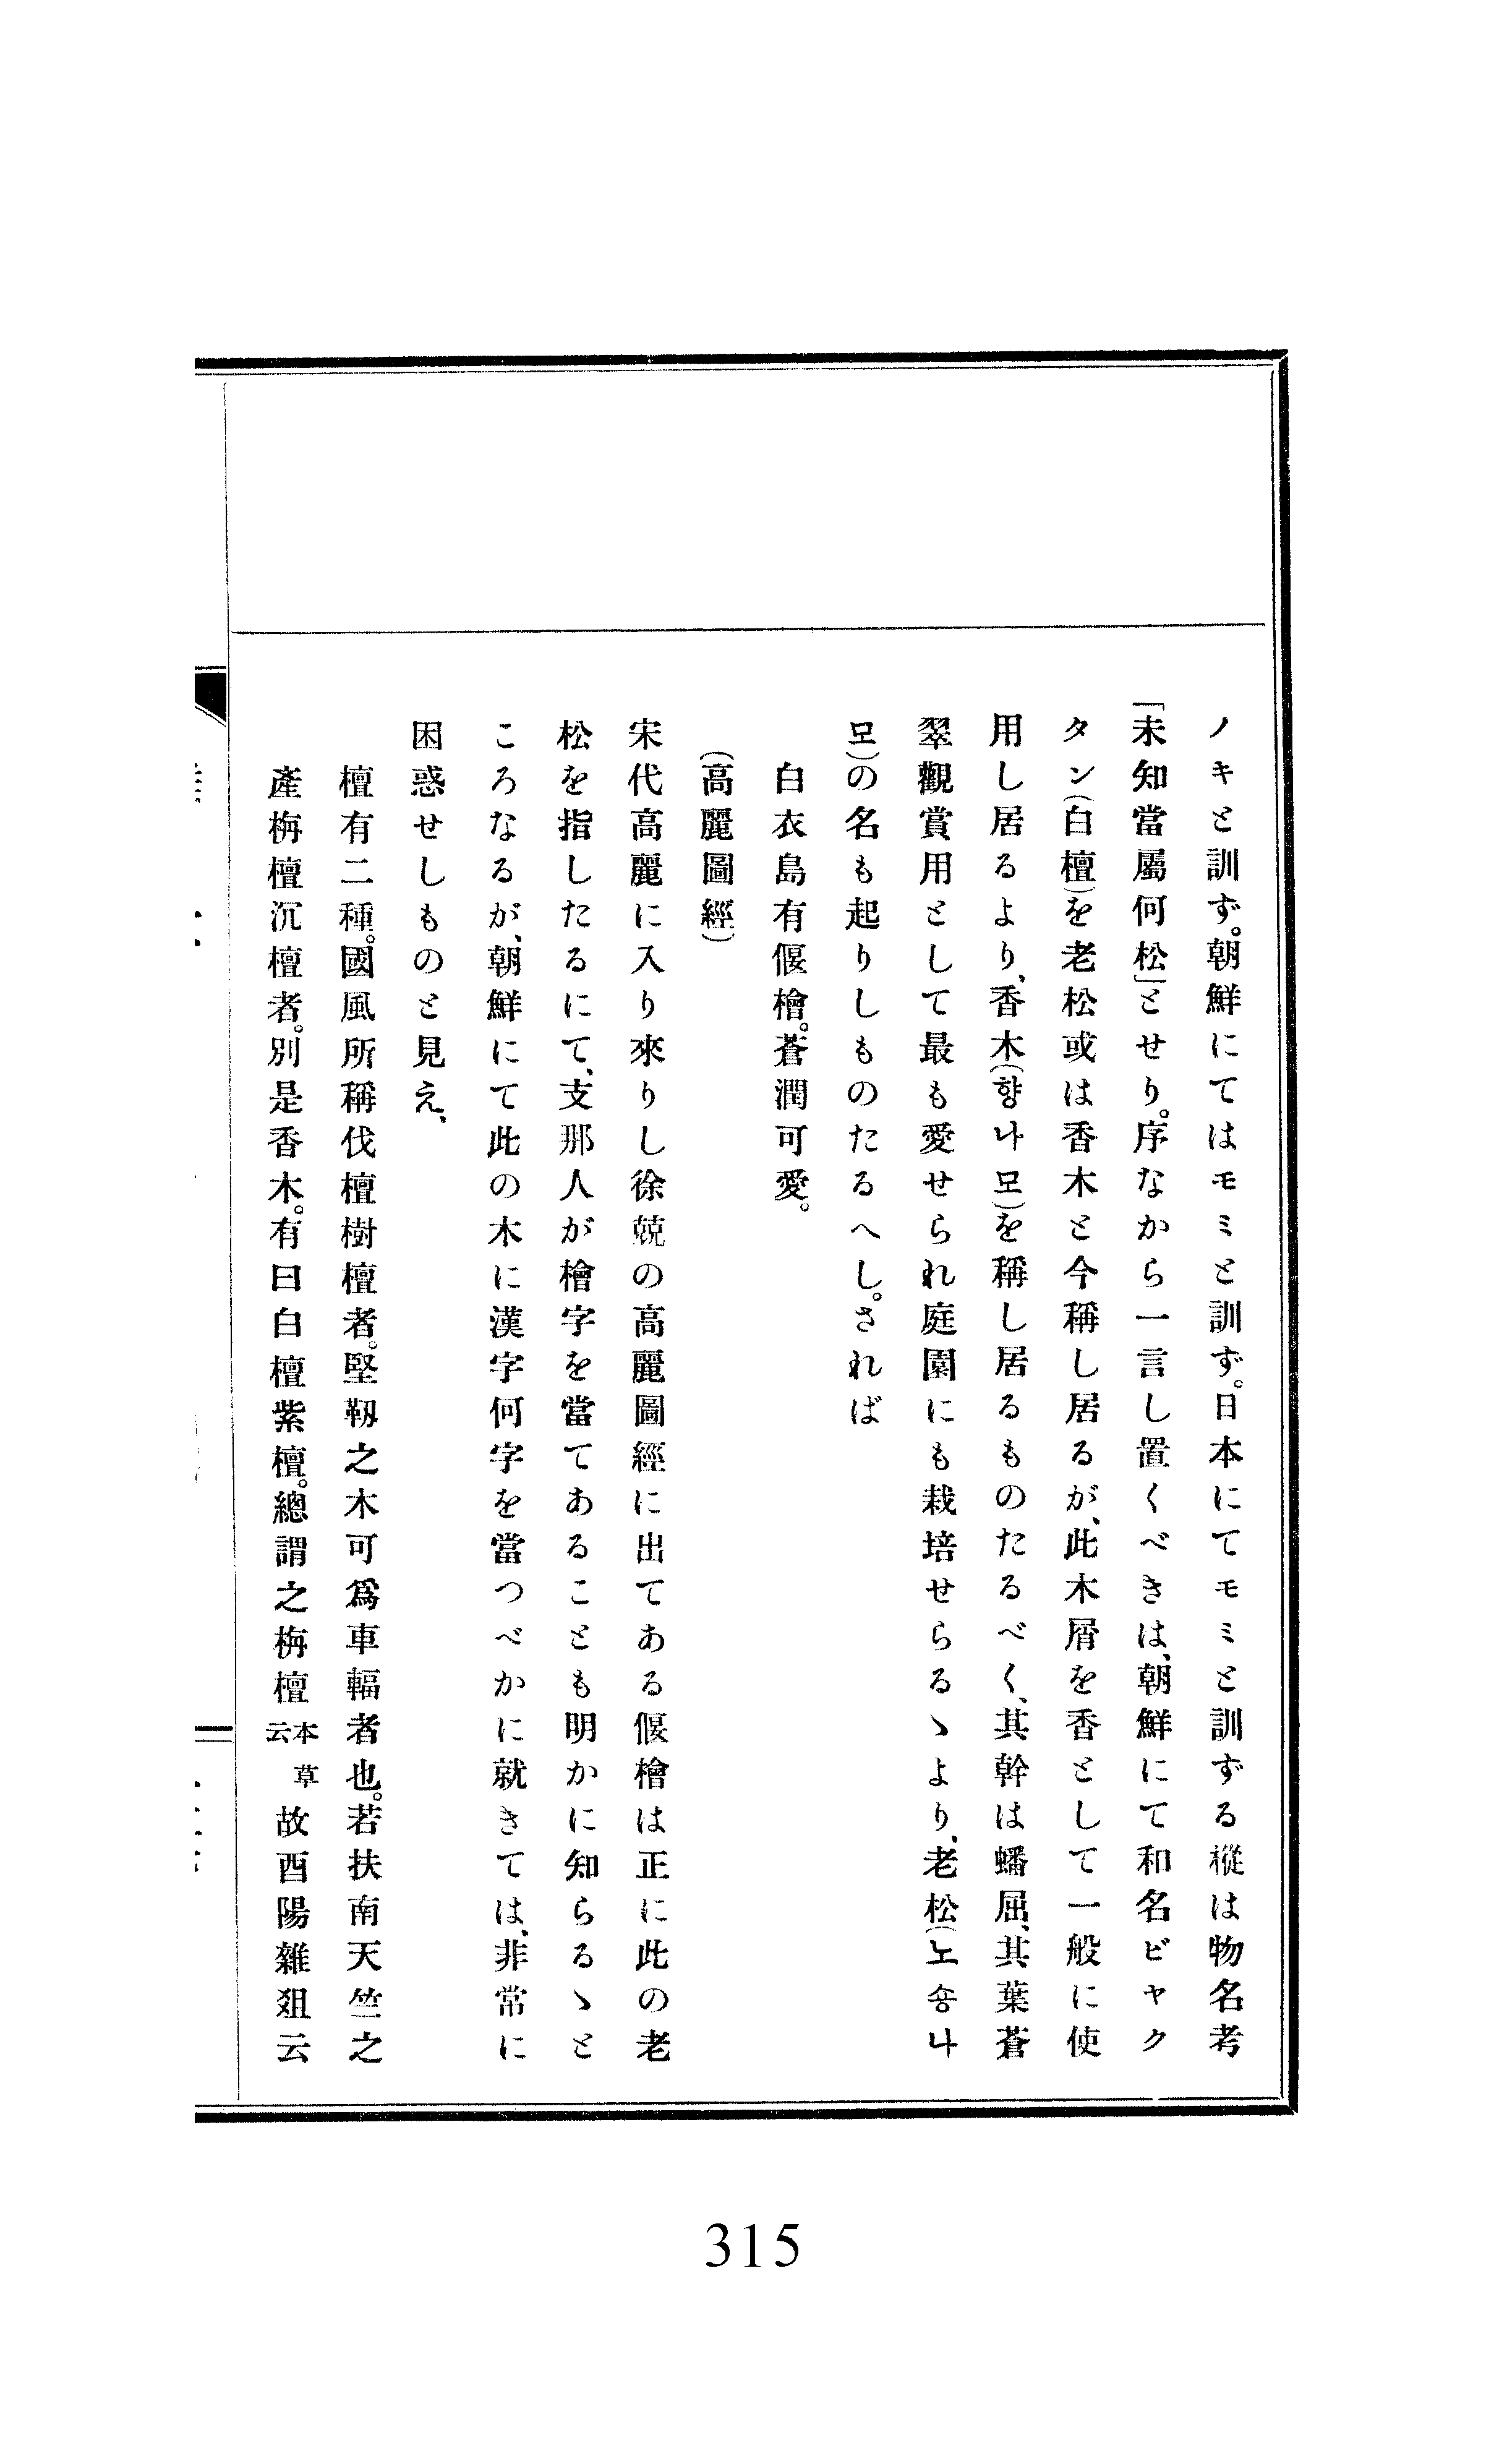 ノキと訓ず。朝鮮にてはモミと訓ず。日本にてモミと訓ずる樅は物名考
「未知當屬何松」とせり。序なから一言し置くべきは、朝鮮にて和名ビヤク
タン(白檀)を老松或は香木と今稱し居るが、此木屑を香として一般に使
用し居るより、香木(향나모)を稱し居るものたるべく、其幹は蟠屈、其葉蒼
翠觀賞用として最も愛せられ庭園にも栽培せらるゝより、老松(노송나
모)の名も起りしものたるへし。されば
白衣島有偃檜。蒼潤可愛。
(高麗圖經)
宋代高麗に入り來りし徐兢の高麗圖經に出てある偃檜は正に此の老
松を指したるにて、支那人が檜字を當てあることも明かに知らるゝと
ころなるが、朝鮮にて此の木に漢字何字を當つべかに就きては、非常に
困惑せしものと見え、
檀有二種。國風所稱伐檀樹檀者。堅靱之木可爲車輻者也。若扶南天竺之
產栴檀沉檀者。別是香木。有曰白檀紫檀。總謂之栴檀本草云故酉陽雜俎云
315